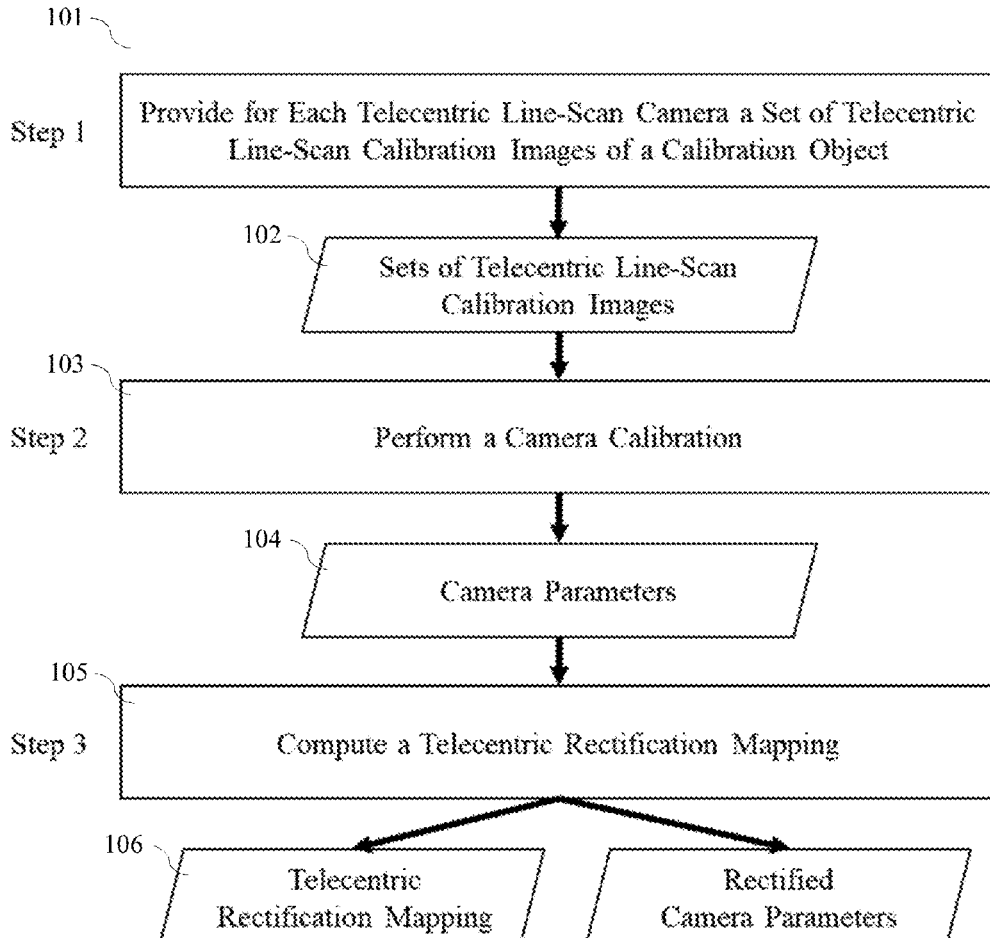 101
Step 1
Provide for Each Telecentric Line-Scan Camera a Set of Telecentric
Line-Scan Calibration Images of a Calibration Object
102
Sets of Telecentric Line-Scan
Calibration Images
103
Step 2
Perform a Camera Calibration
104
Camera Parameters
105
Step 3
Compute a Telecentric Rectification Mapping
106
Telecentric
Rectification Mapping
Rectified
Camera Parameters